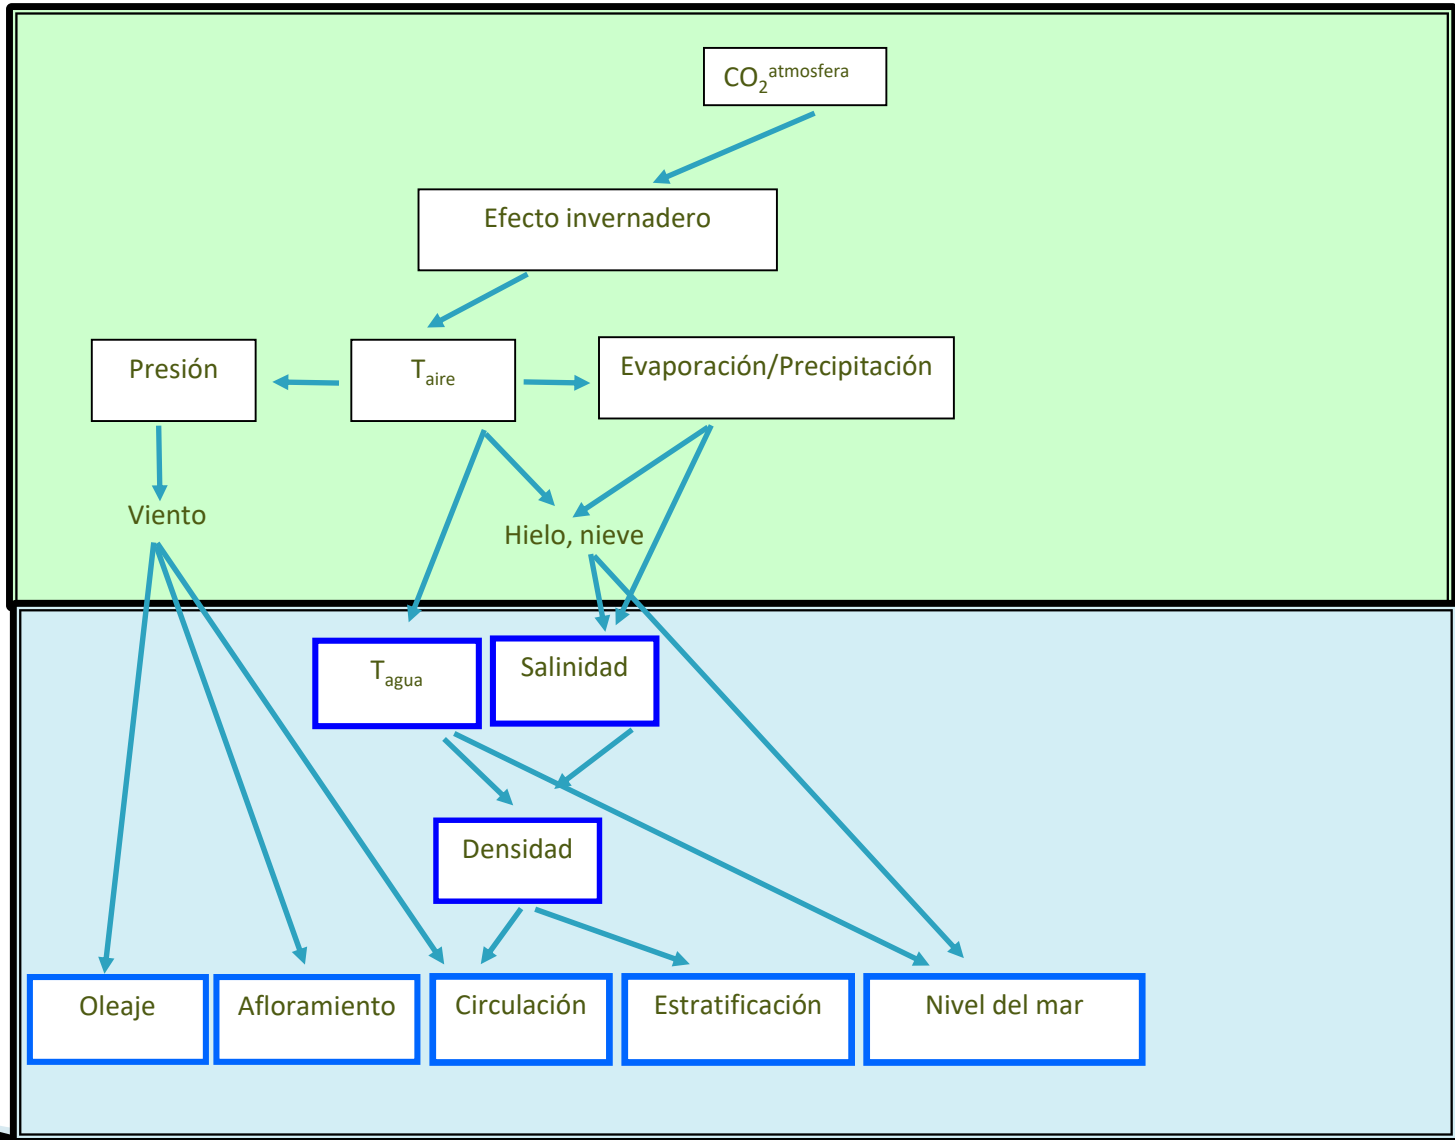 CO₂ᵃᵗᵐᵒˢᶠᵉʳᵃ
Efecto invernadero
Presión
Taire
Evaporación/Precipitación
Viento
Hielo, nieve
Tagua
Salinidad
Densidad
Oleaje
Afloramiento
Circulación
Estratificación
Nivel del mar